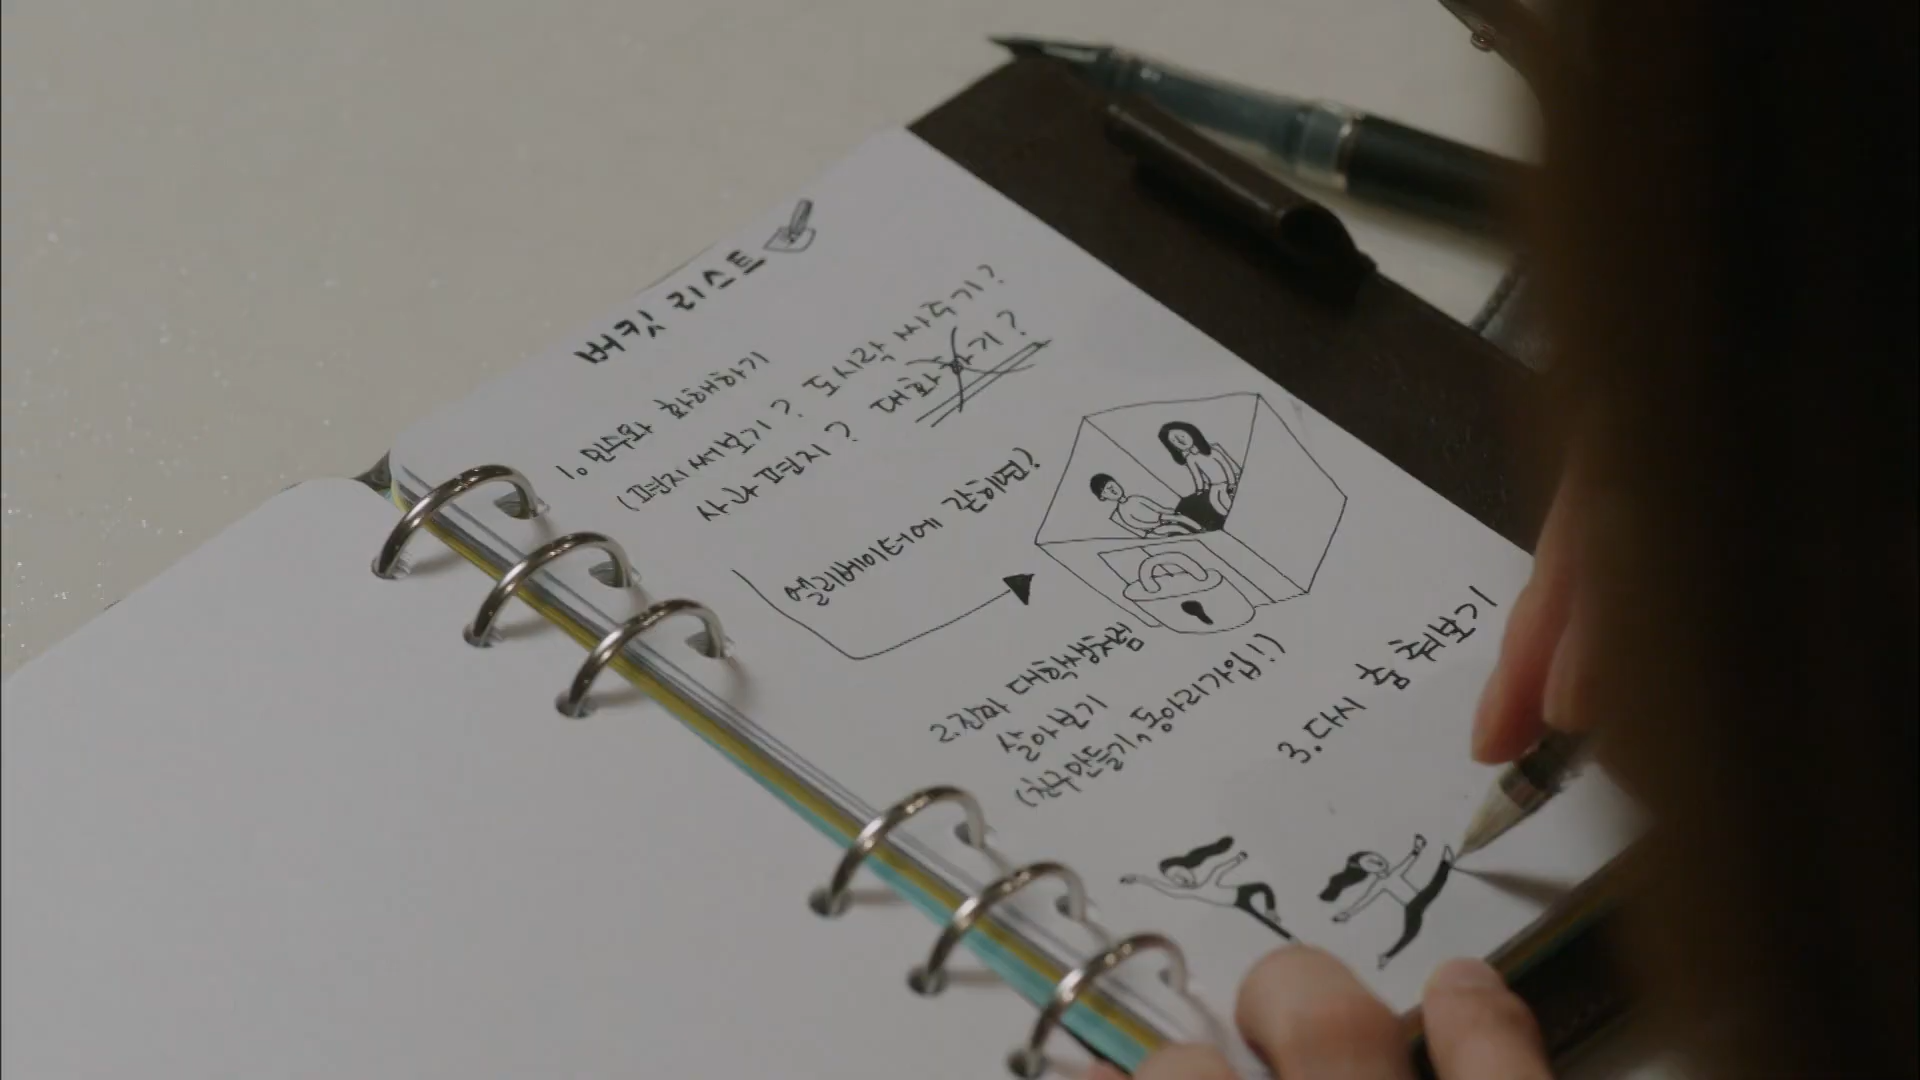 버킷 리스트
1. 민수와 화해하기
(편지 써보기? 도시락 싸주기?
사과 편지? 대화하기?
엘리베이터에 갇히면?
2. 진짜 대학생처럼
살아보기
(친구만들기, 동아리가입!)
3. 다시 춤 춰보기